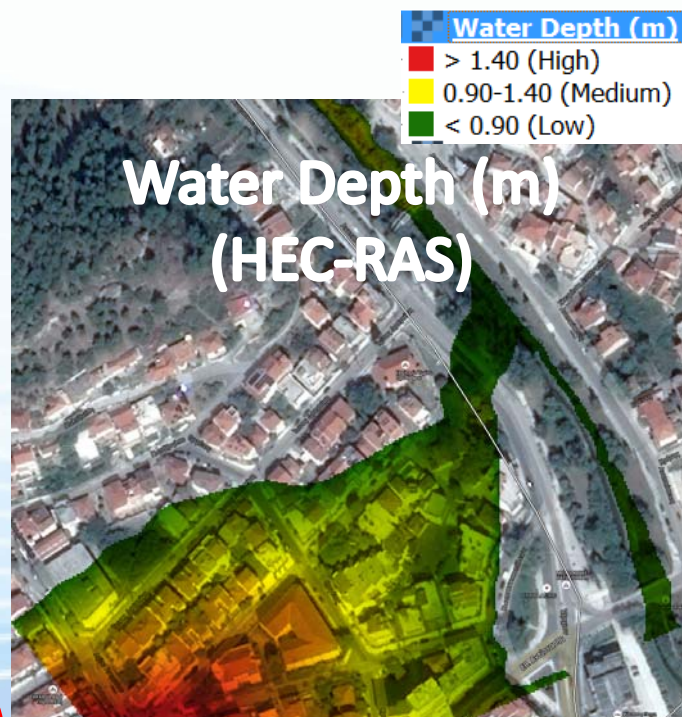 Water Depth (m)
> 1.40 (High)
0.90-1.40 (Medium)
< 0.90 (Low)
Water Depth (m)
(HEC-RAS)